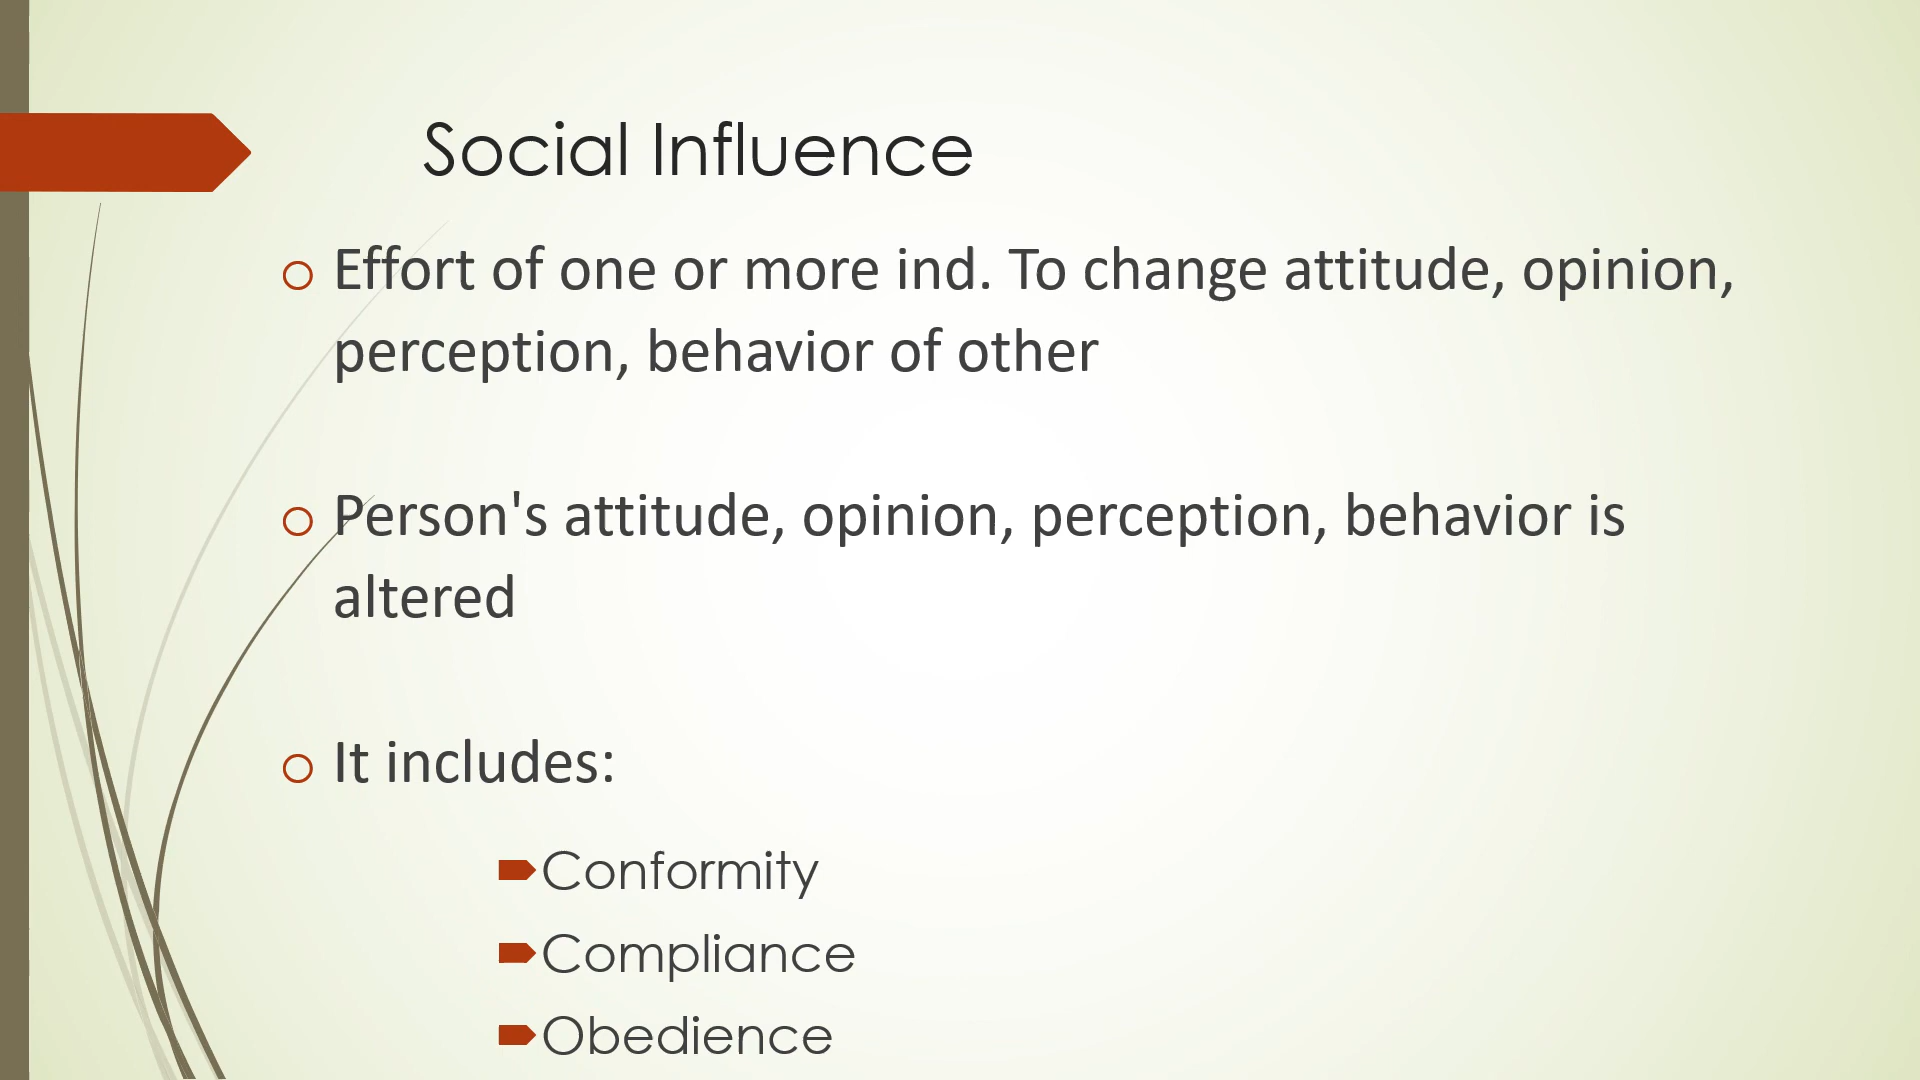 Social Influence
Effort of one or more ind. To change attitude, opinion,
perception, behavior of other
Person's attitude, opinion, perception, behavior is
altered
It includes:
Conformity
Compliance
Obedience